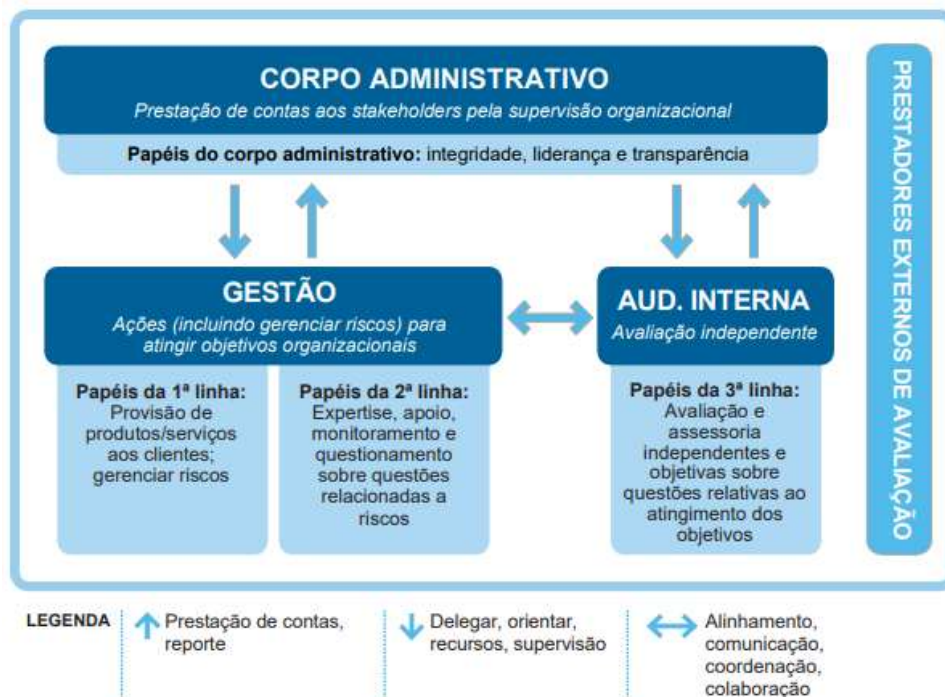 CORPO ADMINISTRATIVO
Prestação de contas aos stakeholders pela supervisão organizacional
Papéis do corpo administrativo: integridade, liderança e transparência
GESTÃO
Ações (incluindo gerenciar riscos) para
atingir objetivos organizacionais
Papéis da 1ª linha:
Provisão de
produtos/serviços
aos clientes;
gerenciar riscos
Papéis da 2ª linha:
Expertise, apoio,
monitoramento e
questionamento
sobre questões
relacionadas a
riscos
AUD. INTERNA
Avaliação independente
Papéis da 3ª linha:
Avaliação e
assessoria
independentes e
objetivas sobre
questões relativas ao
atingimento dos
objetivos
PRESTADORES EXTERNOS DE AVALIAÇÃO
LEGENDA
Prestação de contas,
reporte
Delegar, orientar,
recursos, supervisão
Alinhamento,
comunicação,
coordenação,
colaboração